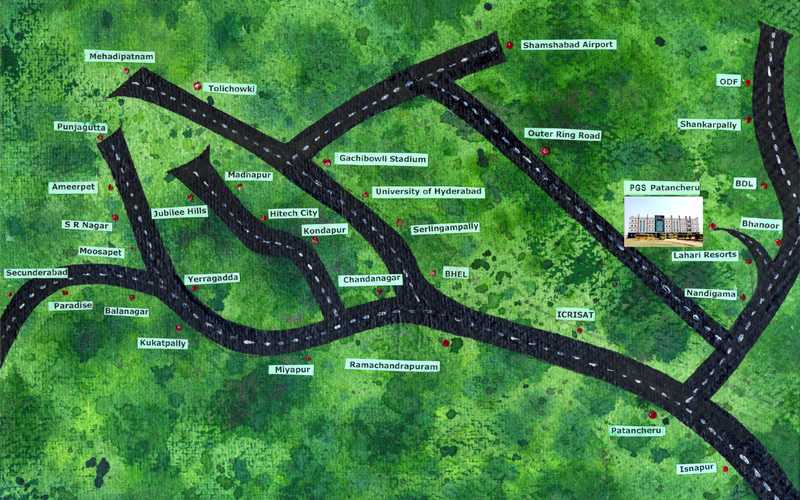 Mehadipatnam
Shamshabad Airport
Tolichowki
ODF
Punjagutta
Shankarpally
Outer Ring Road
Gachibowli Stadium
Madhapur
Ameerpet
University of Hyderabad
PGS Patancheru
BDL
Jubilee Hills
Hitech City
S R Nagar
Kondapur
Serlingampally
Bhanoor
Moosapet
Lahari Resorts
Secunderabad
Yerragadda
Chandanagar
BHEL
Nandigama
Paradise
Balanagar
ICRISAT
Kukatpally
Miyapur
Ramachandrapuram
Patancheru
Isnapur